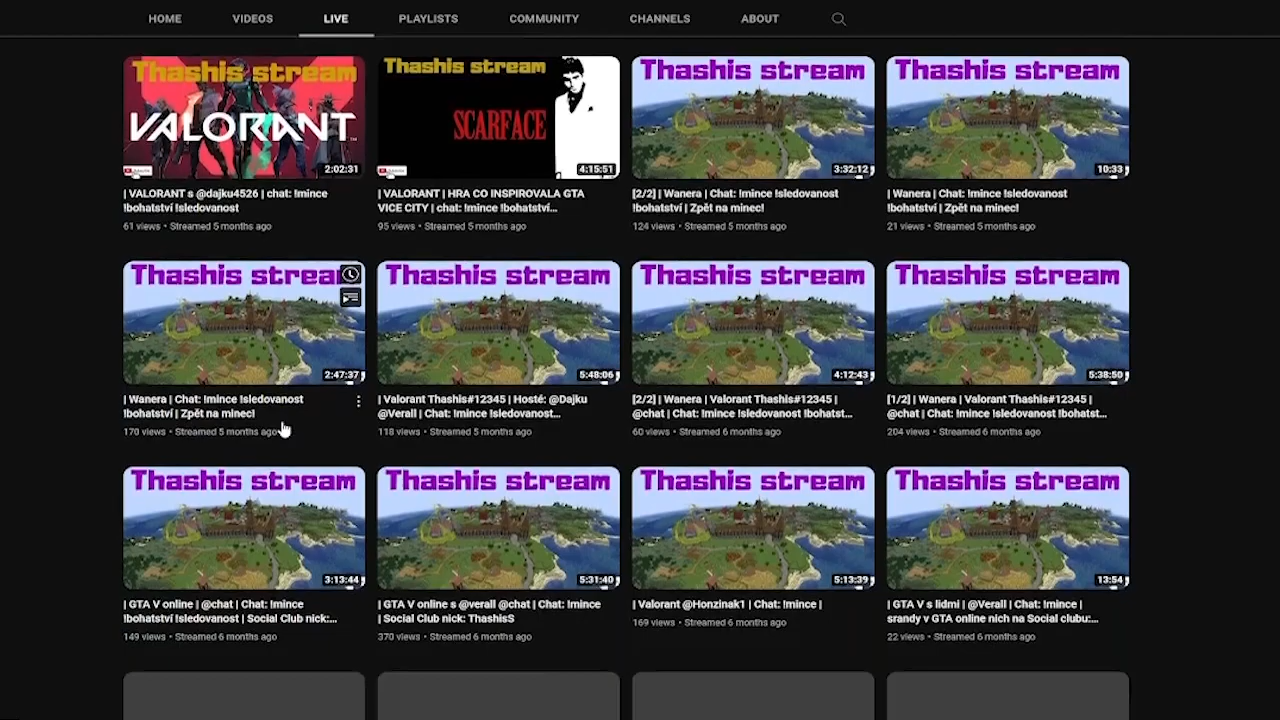 HOME VIDEOS LIVE PLAYLISTS COMMUNITY CHANNELS ABOUT
Thashis stream
VALORANT
2:02:31
| VALORANT s @dajku4526 | chat: !mince
!bohatství !sledovanost
61 views • Streamed 5 months ago
Thashis stream
SCARFACE
4:15:51
| VALORANT | HRA CO INSPIROVALA GTA
VICE CITY | chat: !mince !bohatství...
95 views • Streamed 5 months ago
Thashis stream
3:32:12
[2/2] | Wanera | Chat: !mince !sledovanost
!bohatství | Zpět na minec!
124 views • Streamed 5 months ago
Thashis stream
10:33
| Wanera | Chat: !mince !sledovanost
!bohatství | Zpět na minec!
21 views • Streamed 5 months ago
Thashis stream
2:47:37
| Wanera | Chat: !mince !sledovanost
!bohatství | Zpět na minec!
170 views • Streamed 5 months ago
Thashis stream
5:48:06
| Valorant Thashis#12345 | Hosté: @Dajku
@Verall | Chat: !mince !sledovanost...
118 views • Streamed 5 months ago
Thashis stream
4:12:43
[2/2] | Wanera | Valorant Thashis#12345 |
@chat | Chat: !mince !sledovanost !bohatst...
60 views • Streamed 6 months ago
Thashis stream
5:38:50
[1/2] | Wanera | Valorant Thashis#12345 |
@chat | Chat: !mince !sledovanost !bohatst...
204 views • Streamed 6 months ago
Thashis stream
3:13:44
| GTA V online | @chat | Chat: !mince
!bohatství !sledovanost | Social Club nick:...
149 views • Streamed 6 months ago
Thashis stream
5:31:40
| GTA V online s @verall @chat | Chat: !mince
| Social Club nick: ThashisS
370 views • Streamed 6 months ago
Thashis stream
5:13:39
| Valorant @Honzinak1 | Chat: !mince |
169 views • Streamed 6 months ago
Thashis stream
13:54
| GTA V s lidmi | @Verall | Chat: !mince |
srandy v GTA online nich na Social clubu:...
22 views • Streamed 6 months ago